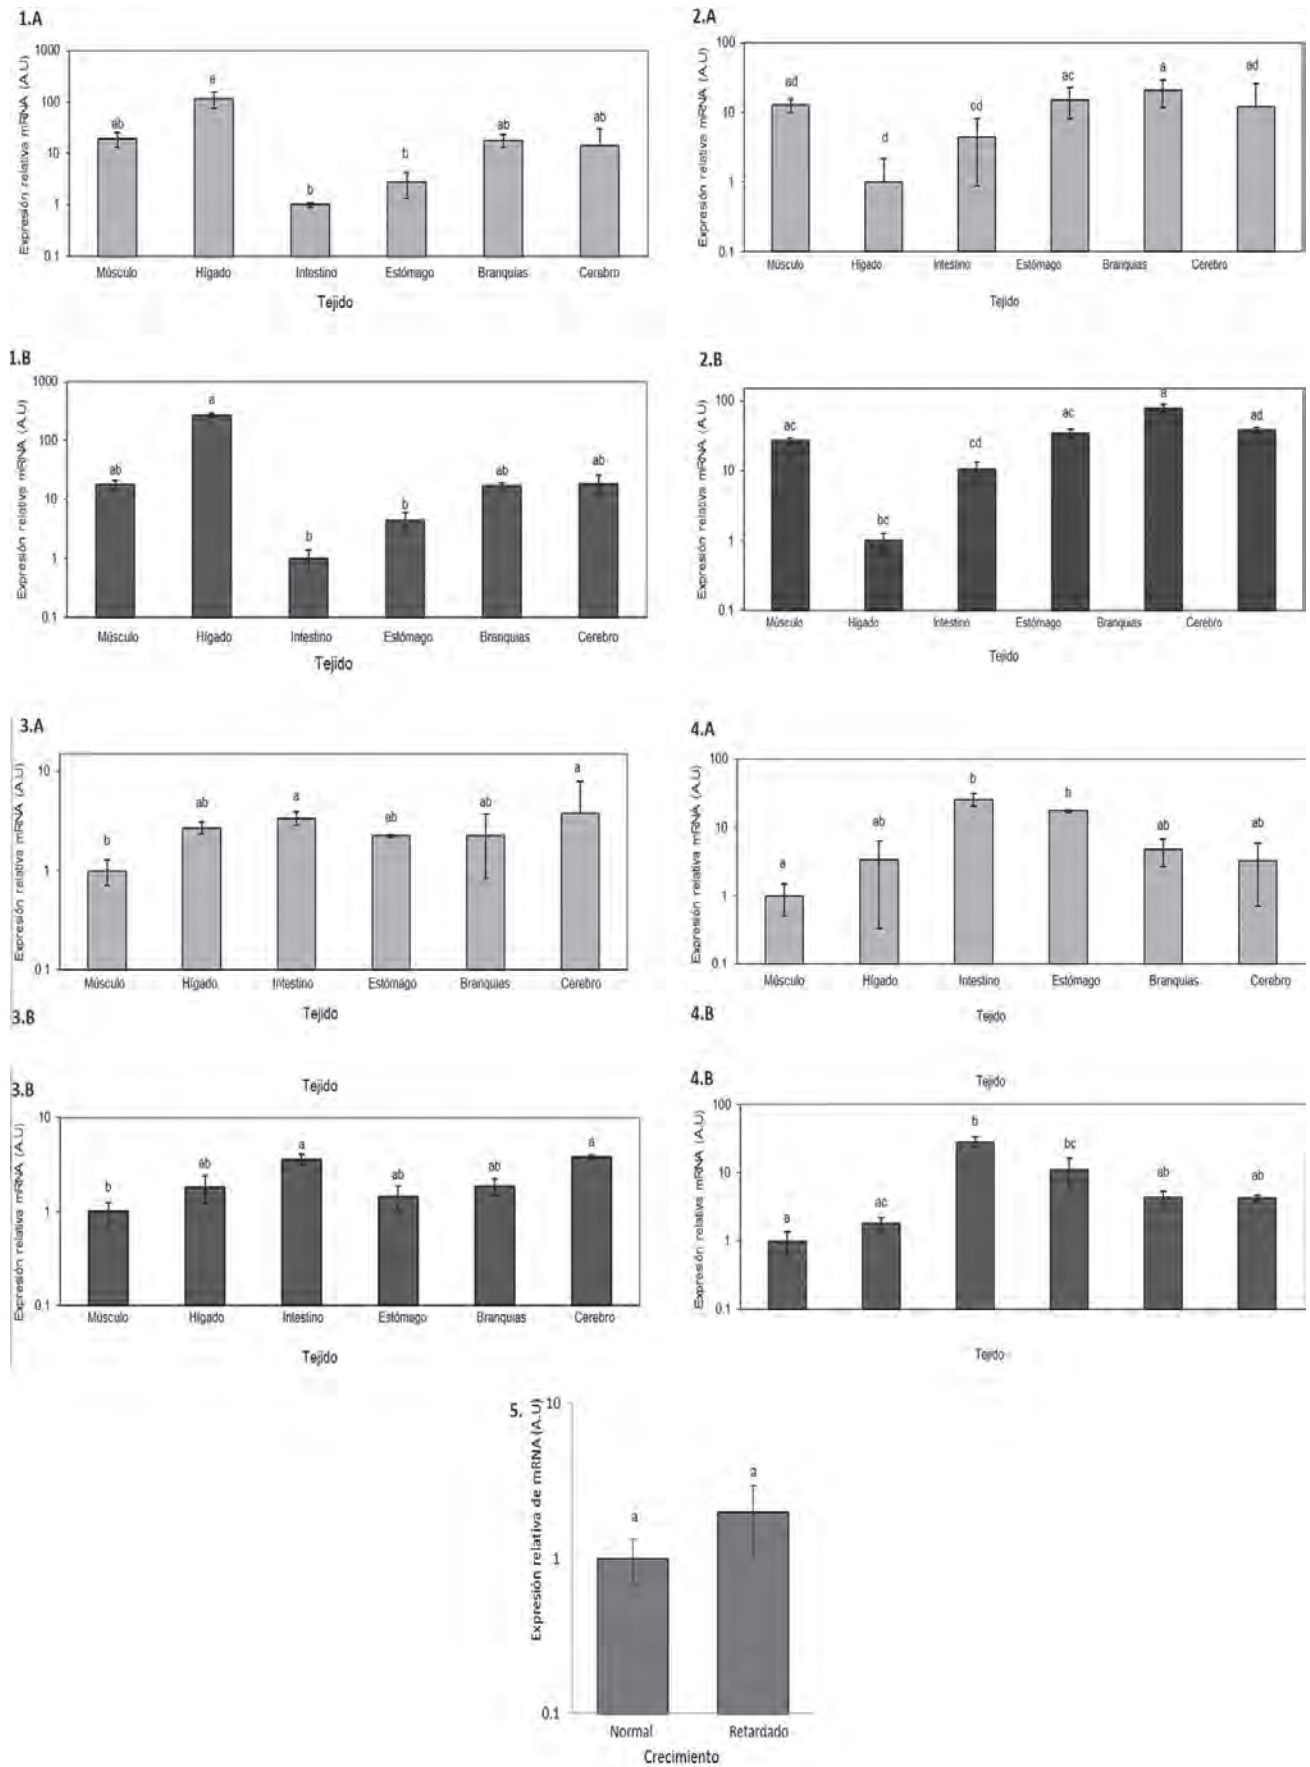 1.A
Expresión relativa mRNA (A.U)
1000
100
10
1
0.1
ab
a
b
b
ab
ab
Músculo Hígado Intestino Estómago Branquias Cerebro
Tejido
2.A
Expresión relativa mRNA (A.U)
100
10
1
0.1
ad
d
cd
ac
a
ad
Músculo Hígado Intestino Estómago Branquias Cerebro
Tejido
1.B
Expresión relativa mRNA (A.U)
1000
100
10
1
0.1
ab
a
b
b
ab
ab
Músculo Hígado Intestino Estómago Branquias Cerebro
Tejido
2.B
Expresión relativa mRNA (A.U)
100
10
1
0.1
ac
bc
cd
ac
a
ad
Músculo Hígado Intestino Estómago Branquias Cerebro
Tejido
3.A
Expresión relativa mRNA (A.U)
10
1
0.1
b
ab
a
ab
ab
a
Músculo Hígado Intestino Estómago Branquias Cerebro
Tejido
4.A
Expresión relativa mRNA (A.U)
100
10
1
0.1
a
ab
b
b
ab
ab
Músculo Hígado Intestino Estómago Branquias Cerebro
Tejido
3.B
4.B
3.B
Tejido
Expresión relativa mRNA (A.U)
10
1
0.1
b
ab
a
ab
ab
a
Músculo Hígado Intestino Estómago Branquias Cerebro
Tejido
4.B
Tejido
Expresión relativa mRNA (A.U)
100
10
1
0.1
a
ac
b
bc
ab
ab
Tejido
5.
Expresión relativa de mRNA (A.U)
10
1
0.1
a
a
Normal Retardado
Crecimiento